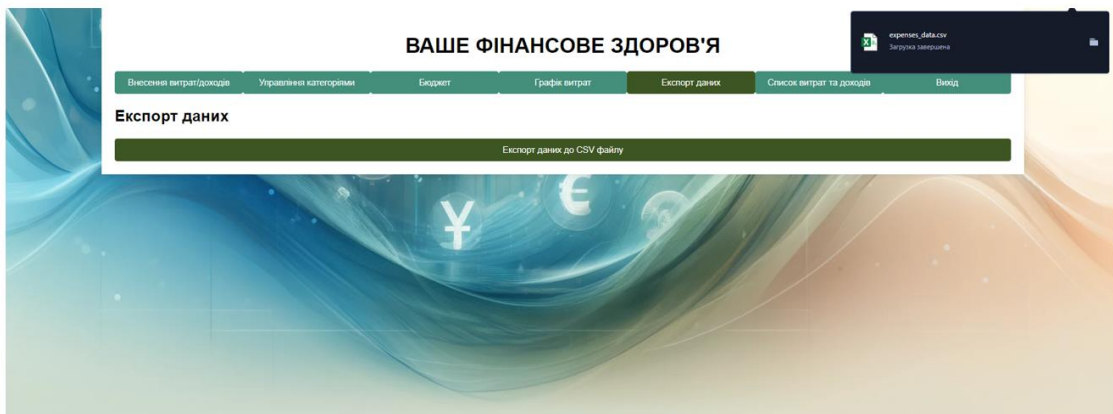 ВАШЕ ФІНАНСОВЕ ЗДОРОВ'Я
expenses_data.csv
Загрузка завершена
Внесення витрат/доходів Управління категоріями Бюджет Графік витрат Експорт даних Список витрат та доходів Вихід
Експорт даних
Експорт даних до CSV файлу
¥ €